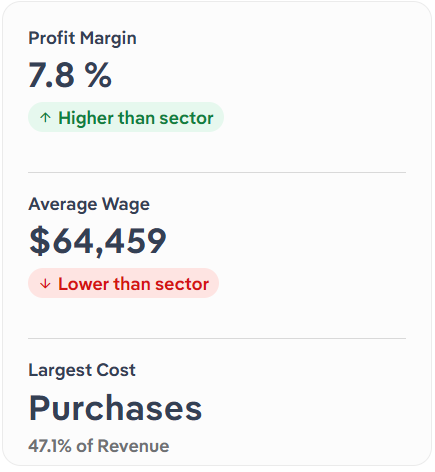 Profit Margin
7.8 %
↑ Higher than sector
Average Wage
$64,459
↓ Lower than sector
Largest Cost
Purchases
47.1% of Revenue